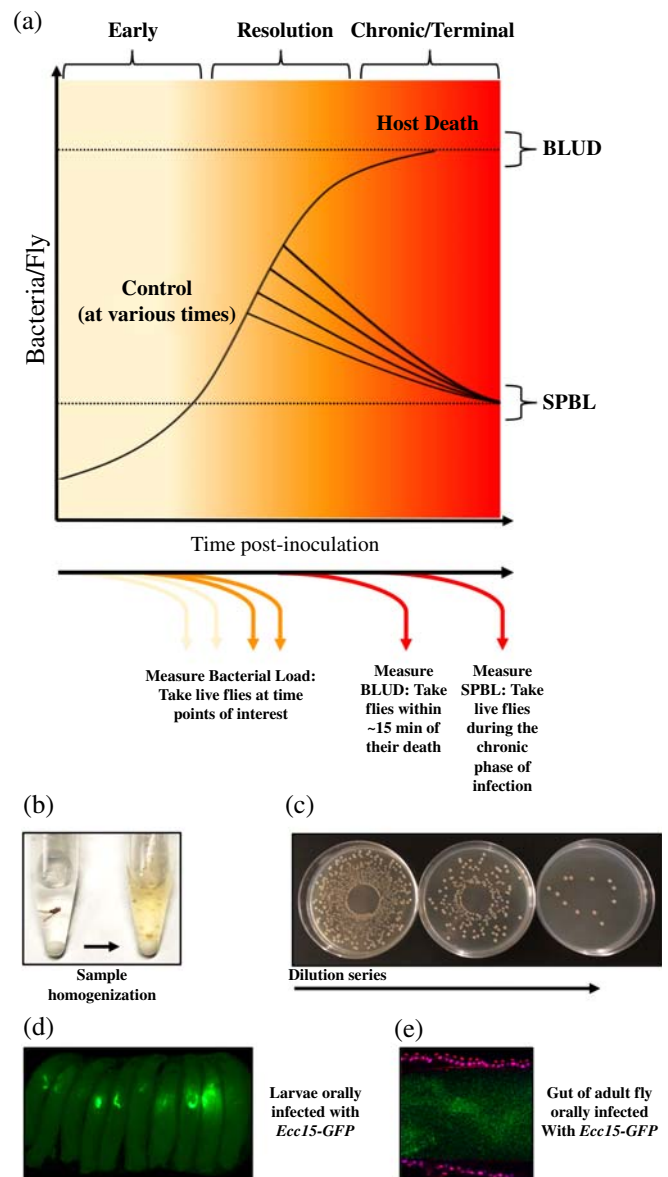 (a)
Early
Resolution
Chronic/Terminal
Host Death
BLUD
Bacteria/Fly
Control
(at various times)
SPBL
Time post-inoculation
Measure Bacterial Load:
Take live flies at time
points of interest
Measure
BLUD: Take
flies within
~15 min of
their death
Measure
SPBL: Take
live flies
during the
chronic
phase of
infection
(b)
Sample
homogenization
(c)
Dilution series
(d)
Larvae orally
infected with
Ecc15-GFP
(e)
Gut of adult fly
orally infected
With Ecc15-GFP